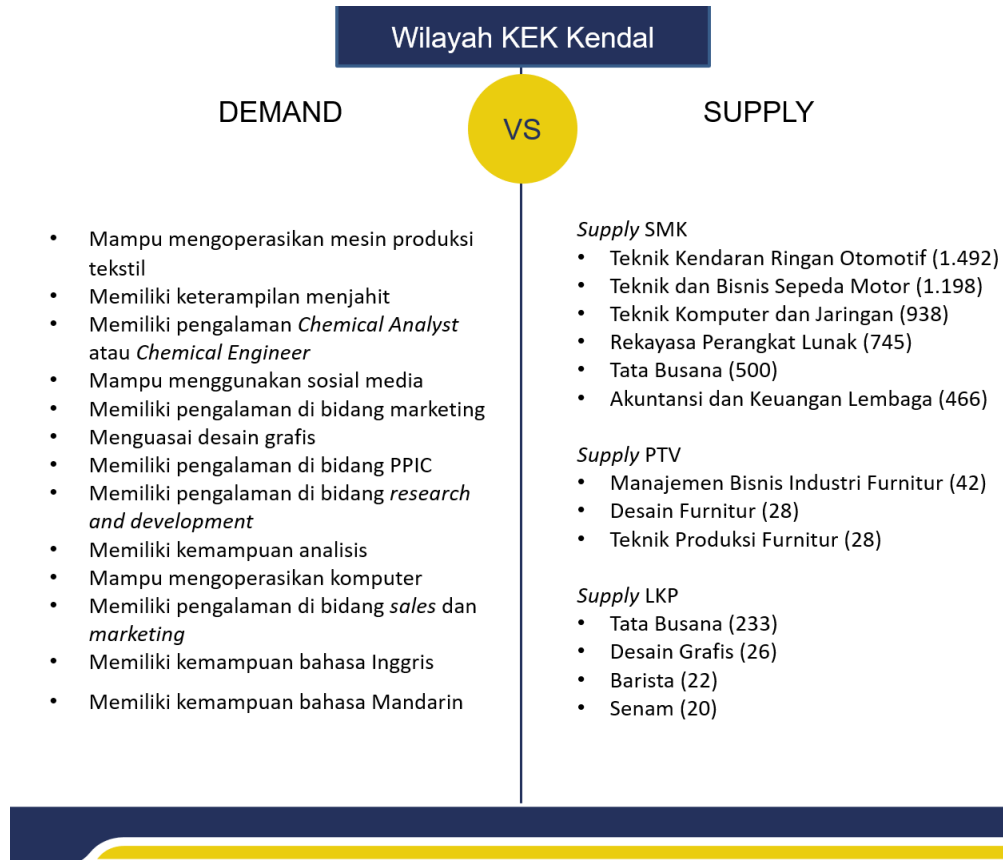 Wilayah KEK Kendal
DEMAND
VS
SUPPLY
• Mampu mengoperasikan mesin produksi
tekstil
• Memiliki keterampilan menjahit
• Memiliki pengalaman Chemical Analyst
atau Chemical Engineer
• Mampu menggunakan sosial media
• Memiliki pengalaman di bidang marketing
• Menguasai desain grafis
• Memiliki pengalaman di bidang PPIC
• Memiliki pengalaman di bidang research
and development
• Memiliki kemampuan analisis
• Mampu mengoperasikan komputer
• Memiliki pengalaman di bidang sales dan
marketing
• Memiliki kemampuan bahasa Inggris
• Memiliki kemampuan bahasa Mandarin
Supply SMK
• Teknik Kendaran Ringan Otomotif (1.492)
• Teknik dan Bisnis Sepeda Motor (1.198)
• Teknik Komputer dan Jaringan (938)
• Rekayasa Perangkat Lunak (745)
• Tata Busana (500)
• Akuntansi dan Keuangan Lembaga (466)
Supply PTV
• Manajemen Bisnis Industri Furnitur (42)
• Desain Furnitur (28)
• Teknik Produksi Furnitur (28)
Supply LKP
• Tata Busana (233)
• Desain Grafis (26)
• Barista (22)
• Senam (20)